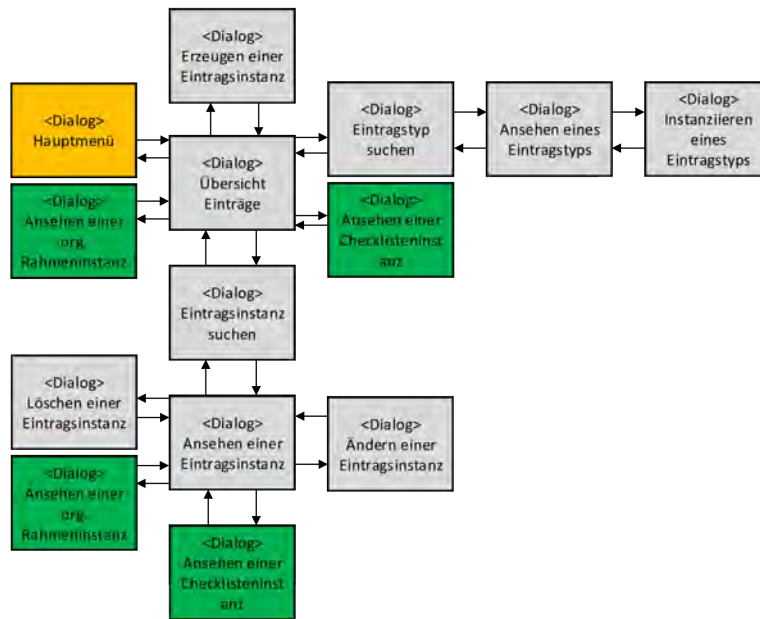 <Dialog>
Erzeugen einer
Eintragsinstanz
<Dialog>
Hauptmenü
<Dialog>
Übersicht
Einträge
<Dialog>
Eintragstyp
suchen
<Dialog>
Ansehen eines
Eintragstyps
<Dialog>
Instanziieren
eines
Eintragstyps
<Dialog>
Ansehen einer
org.
Rahmeninstanz
<Dialog>
Ansehen einer
Checklisteninst
anz
<Dialog>
Eintragsinstanz
suchen
<Dialog>
Löschen einer
Eintragsinstanz
<Dialog>
Ansehen einer
Eintragsinstanz
<Dialog>
Ändern einer
Eintragsinstanz
<Dialog>
Ansehen einer
org.
Rahmeninstanz
<Dialog>
Ansehen einer
Checklisteninst
anz